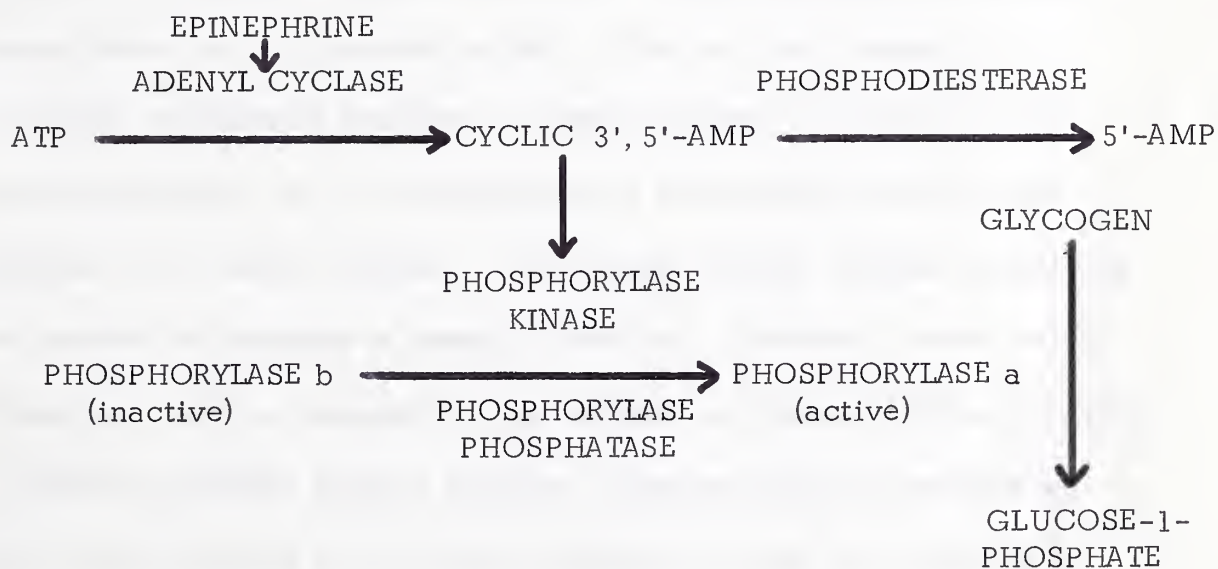 EPINEPHRINE
ADENYL CYCLASE
PHOSPHODIESTERASE
ATP
CYCLIC 3', 5'-AMP
5'-AMP
GLYCOGEN
PHOSPHORYLASE
KINASE
PHOSPHORYLASE b
(inactive)
PHOSPHORYLASE a
(active)
PHOSPHORYLASE
PHOSPHATASE
GLUCOSE-1-
PHOSPHATE